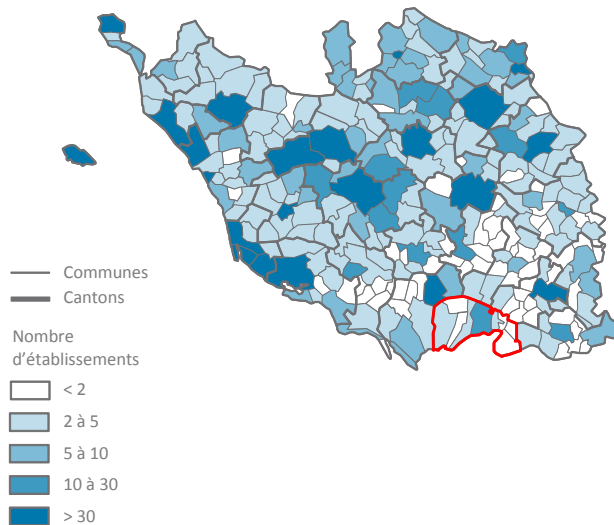 Communes
Cantons
Nombre
d’établissements
< 2
2 à 5
5 à 10
10 à 30
> 30